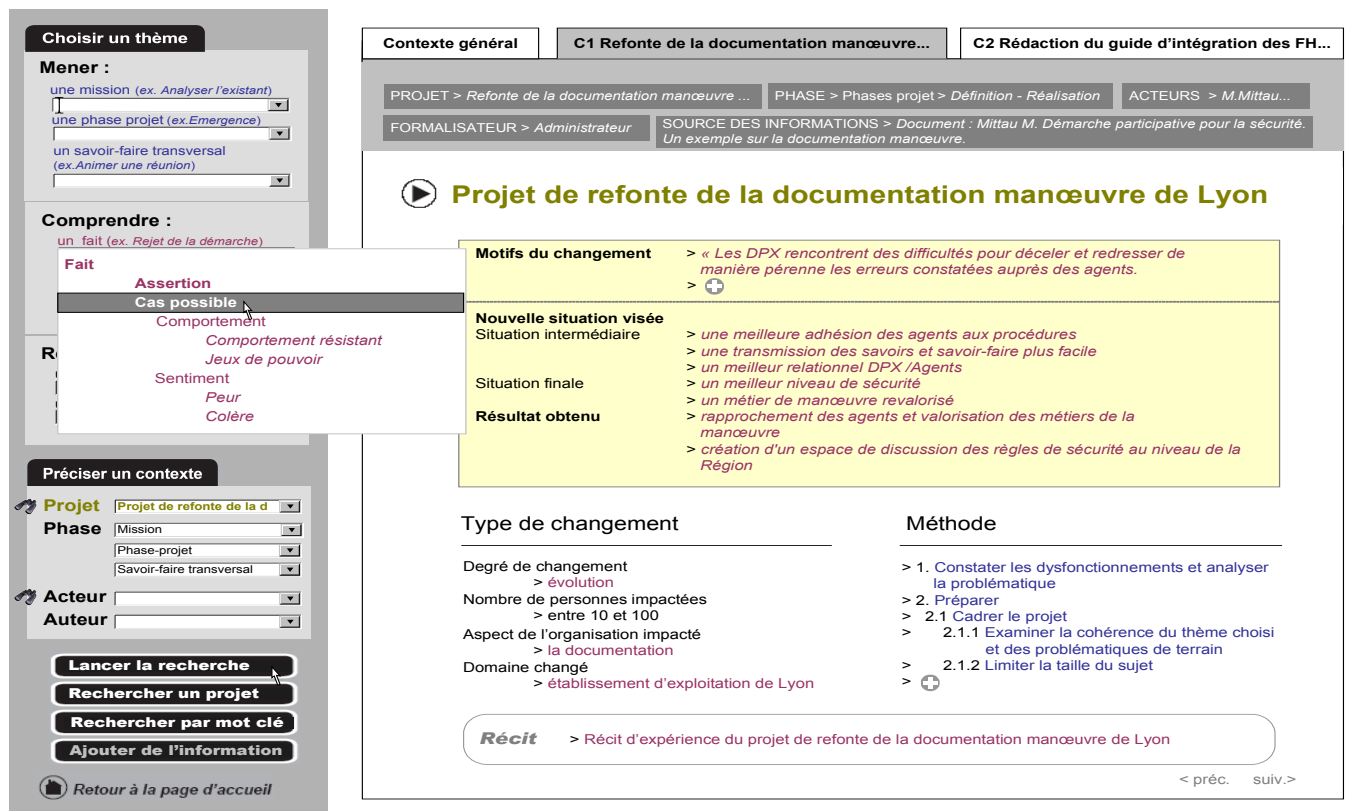 Choisir un thème
Mener :
une mission (ex. Analyser l'existant)
une phase projet (ex.Emergence)
un savoir-faire transversal
(ex.Animer une réunion)
Comprendre :
un fait (ex. Rejet de la démarche)
Fait
Assertion
Cas possible
Comportement
Comportement résistant
Jeux de pouvoir
Sentiment
Peur
Colère
Préciser un contexte
Projet Projet de refonte de la d
Phase Mission
Phase-projet
Savoir-faire transversal
Acteur
Auteur
Lancer la recherche
Rechercher un projet
Rechercher par mot clé
Ajouter de l'information
Retour à la page d'accueil
Contexte général
C1 Refonte de la documentation manœuvre...
C2 Rédaction du guide d'intégration des FH...
PROJET > Refonte de la documentation manœuvre ...
PHASE > Phases projet > Définition - Réalisation
ACTEURS > M.Mittau...
FORMALISATEUR > Administrateur
SOURCE DES INFORMATIONS > Document : Mittau M. Démarche participative pour la sécurité.
Un exemple sur la documentation manœuvre.
Projet de refonte de la documentation manœuvre de Lyon
Motifs du changement > « Les DPX rencontrent des difficultés pour déceler et redresser de
manière pérenne les erreurs constatées auprès des agents.
>
Nouvelle situation visée
Situation intermédiaire > une meilleure adhésion des agents aux procédures
> une transmission des savoirs et savoir-faire plus facile
> un meilleur relationnel DPX /Agents
Situation finale > un meilleur niveau de sécurité
> un métier de manœuvre revalorisé
Résultat obtenu > rapprochement des agents et valorisation des métiers de la
manœuvre
> création d'un espace de discussion des règles de sécurité au niveau de la
Région
Type de changement
Degré de changement
> évolution
Nombre de personnes impactées
> entre 10 et 100
Aspect de l'organisation impacté
> la documentation
Domaine changé
> établissement d'exploitation de Lyon
Méthode
> 1. Constater les dysfonctionnements et analyser
la problématique
> 2. Préparer
> 2.1 Cadrer le projet
> 2.1.1 Examiner la cohérence du thème choisi
et des problématiques de terrain
> 2.1.2 Limiter la taille du sujet
>
Récit > Récit d'expérience du projet de refonte de la documentation manœuvre de Lyon
< préc. suiv.>